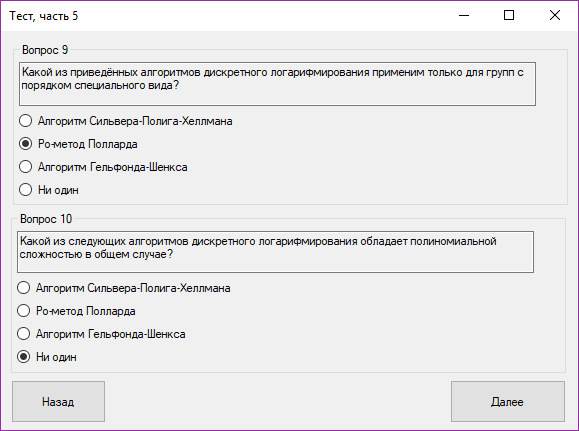 Тест, часть 5
Вопрос 9
Какой из приведённых алгоритмов дискретного логарифмирования применим только для групп с
порядком специального вида?
Алгоритм Сильвера-Полига-Хеллмана
Ро-метод Полларда
Алгоритм Гельфонда-Шенкса
Ни один
Вопрос 10
Какой из следующих алгоритмов дискретного логарифмирования обладает полиномиальной
сложностью в общем случае?
Алгоритм Сильвера-Полига-Хеллмана
Ро-метод Полларда
Алгоритм Гельфонда-Шенкса
Ни один
Назад
Далее